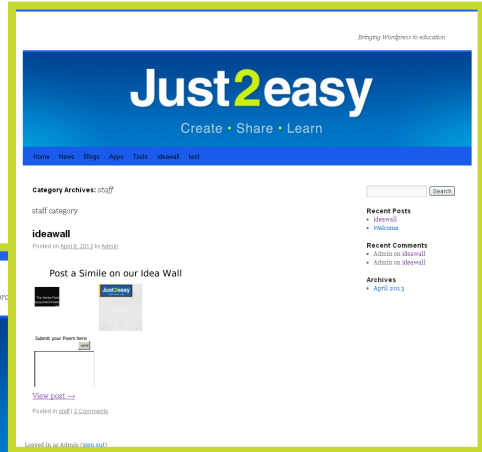 Bringing Wordpress to education
Just2easy
Create • Share • Learn
Home News Blogs Apps Tools ideawall test
Category Archives: staff
Search
staff category
Recent Posts
ideawall
Welcome
ideawall
Posted on April 8, 2013 by Admin
Recent Comments
Admin on ideawall
Admin on ideawall
Archives
April 2013
Post a Simile on our Idea Wall
Just2easy
Submit your Poem here
send
View post →
Posted in staff | 2 Comments
Logged in as Admin (sign out)